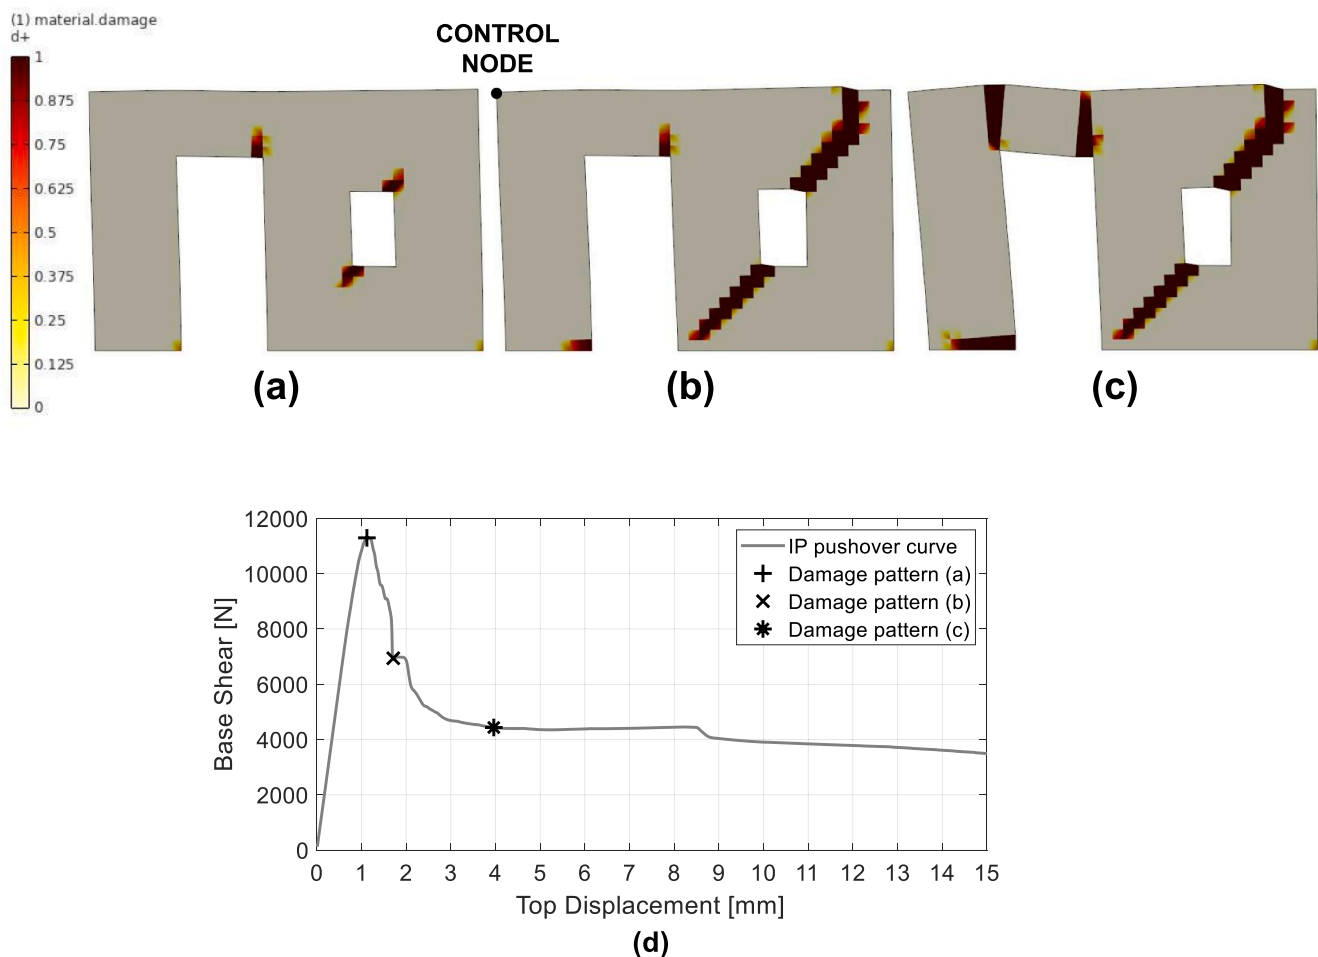 (1) material.damage
d+
1
0.875
0.75
0.625
0.5
0.375
0.25
0.125
0
CONTROL
NODE
(a)
(b)
(c)
12000
10000
8000
6000
4000
2000
0
Base Shear [N]
IP pushover curve
Damage pattern (a)
Damage pattern (b)
Damage pattern (c)
0 1 2 3 4 5 6 7 8 9 10 11 12 13 14 15
Top Displacement [mm]
(d)